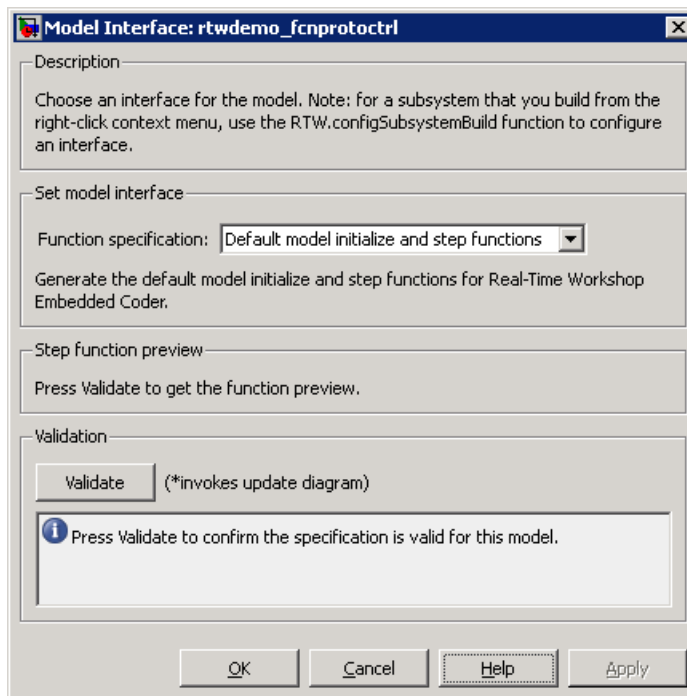 Model Interface: rtwdemo_fcnprotoctrl
Description
Choose an interface for the model. Note: for a subsystem that you build from the
right-click context menu, use the RTW.configSubsystemBuild function to configure
an interface.
Set model interface
Function specification: Default model initialize and step functions
Generate the default model initialize and step functions for Real-Time Workshop
Embedded Coder.
Step function preview
Press Validate to get the function preview.
Validation
Validate (*invokes update diagram)
Press Validate to confirm the specification is valid for this model.
OK Cancel Help Apply